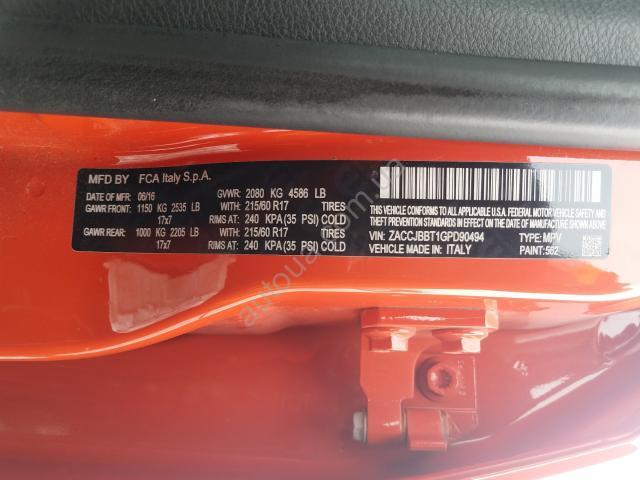 MFD BY FCA Italy S.p.A.
DATE OF MFR: 06/16 GVWR: 2080 KG 4586 LB
GAWR FRONT: 1150 KG 2535 LB WITH 215/60 R17 TIRES
17x7 RIMS AT: 240 KPA(35 PSI) COLD
GAWR REAR: 1000 KG 2205 LB WITH 215/60 R17 TIRES
17x7 RIMS AT: 240 KPA(35 PSI) COLD
THIS VEHICLE CONFORMS TO ALL APPLICABLE U.S.A. FEDERAL MOTOR VEHICLE
SAFETY, BUMPER, AND THEFT PREVENTION STANDARDS IN EFFECT ON THE DATE
OF MANUFACTURE SHOWN ABOVE
VIN: ZACCJBBT1GPD90494 TYPE: MPV
VEHICLE MADE IN: ITALY PAINT: 562